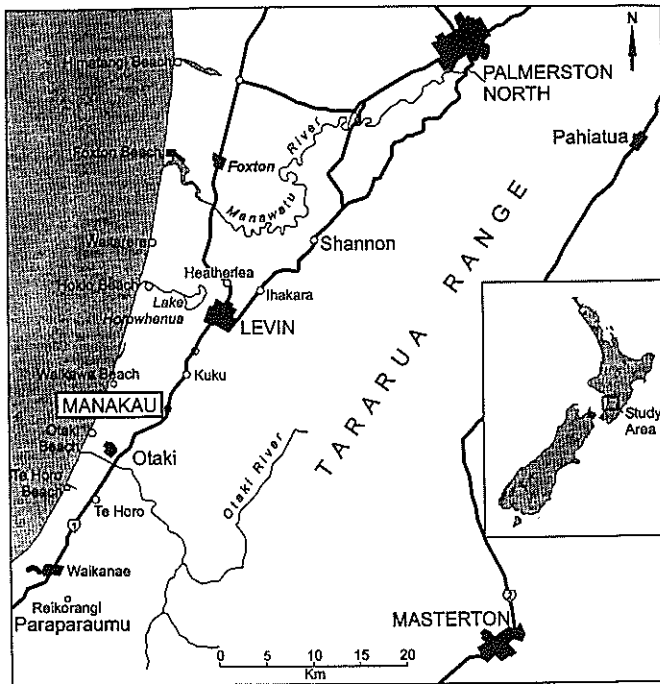 N
Himatangi Beach
PALMERSTON
NORTH
Pahiatua
River
Foxton Beach
Foxton
Manawatu
Waitarere
Shannon
Heatherlea
Hokio Beach
Ihakara
Lake
Horowhenua
LEVIN
TARARUA RANGE
Kuku
Waikawa Beach
MANAKAU
Study
Area
Otaki
Beach
Otaki
Otaki River
Te Horo
Beach
Te Horo
1
Waikanae
2
Reikorangi
Paraparaumu
MASTERTON
0 5 10 15 20
Km